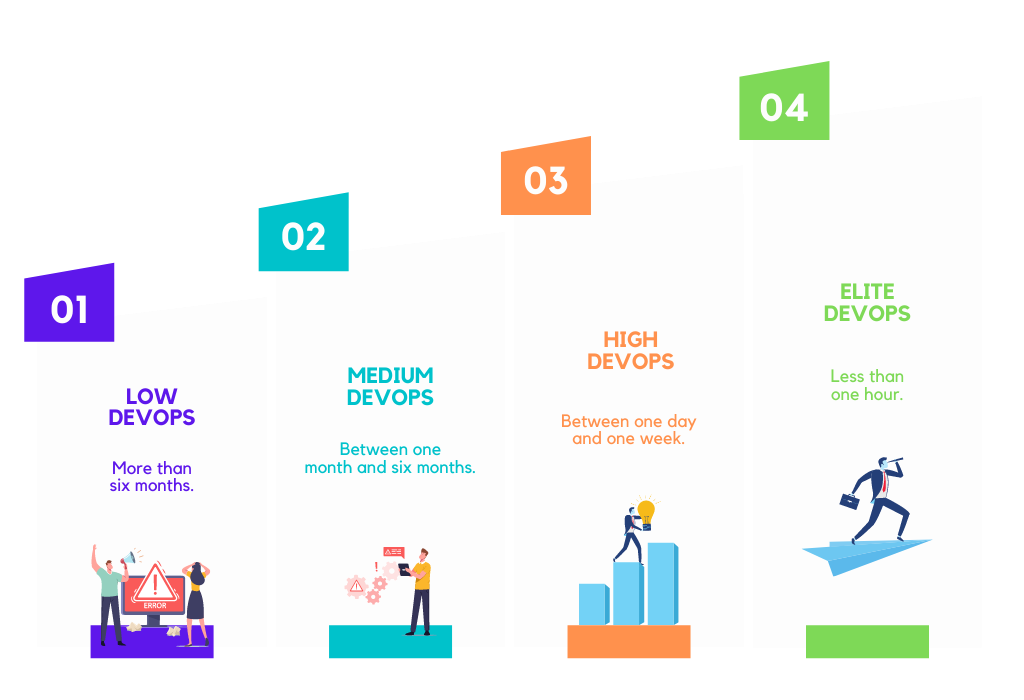 01
LOW
DEVOPS
More than
six months.
ERROR
02
MEDIUM
DEVOPS
Between one
month and six months.
03
HIGH
DEVOPS
Between one day
and one week.
04
ELITE
DEVOPS
Less than
one hour.